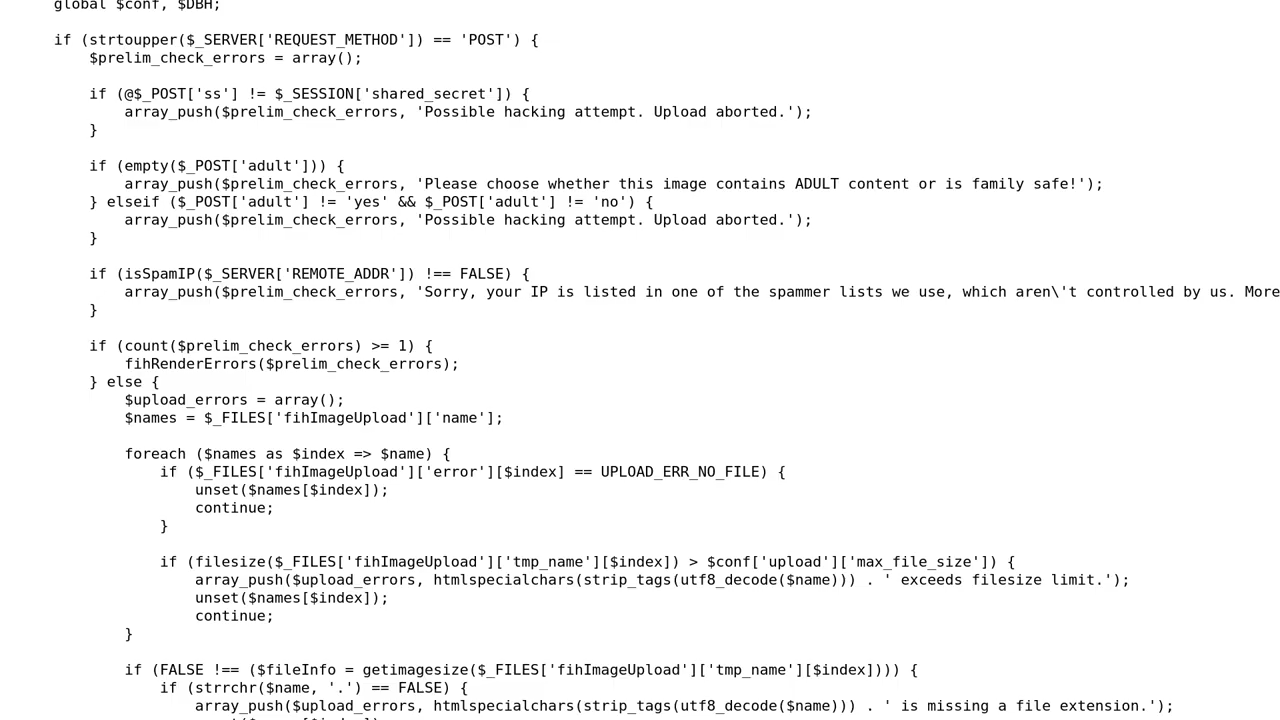 global $conf, $DBH;
if (strtoupper($_SERVER['REQUEST_METHOD']) == 'POST') {
$prelim_check_errors = array();
if (@$_POST['ss'] != $_SESSION['shared_secret']) {
array_push($prelim_check_errors, 'Possible hacking attempt. Upload aborted.');
}
if (empty($_POST['adult'])) {
array_push($prelim_check_errors, 'Please choose whether this image contains ADULT content or is family safe!');
} elseif ($_POST['adult'] != 'yes' && $_POST['adult'] != 'no') {
array_push($prelim_check_errors, 'Possible hacking attempt. Upload aborted.');
}
if (isSpamIP($_SERVER['REMOTE_ADDR']) !== FALSE) {
array_push($prelim_check_errors, 'Sorry, your IP is listed in one of the spammer lists we use, which aren\'t controlled by us. More
}
if (count($prelim_check_errors) >= 1) {
fihRenderErrors($prelim_check_errors);
} else {
$upload_errors = array();
$names = $_FILES['fihImageUpload']['name'];
foreach ($names as $index => $name) {
if ($_FILES['fihImageUpload']['error'][$index] == UPLOAD_ERR_NO_FILE) {
unset($names[$index]);
continue;
}
if (filesize($_FILES['fihImageUpload']['tmp_name'][$index]) > $conf['upload']['max_file_size']) {
array_push($upload_errors, htmlspecialchars(strip_tags(utf8_decode($name))) . ' exceeds filesize limit.');
unset($names[$index]);
continue;
}
if (FALSE !== ($fileInfo = getimagesize($_FILES['fihImageUpload']['tmp_name'][$index]))) {
if (strrchr($name, '.') == FALSE) {
array_push($upload_errors, htmlspecialchars(strip_tags(utf8_decode($name))) . ' is missing a file extension.');